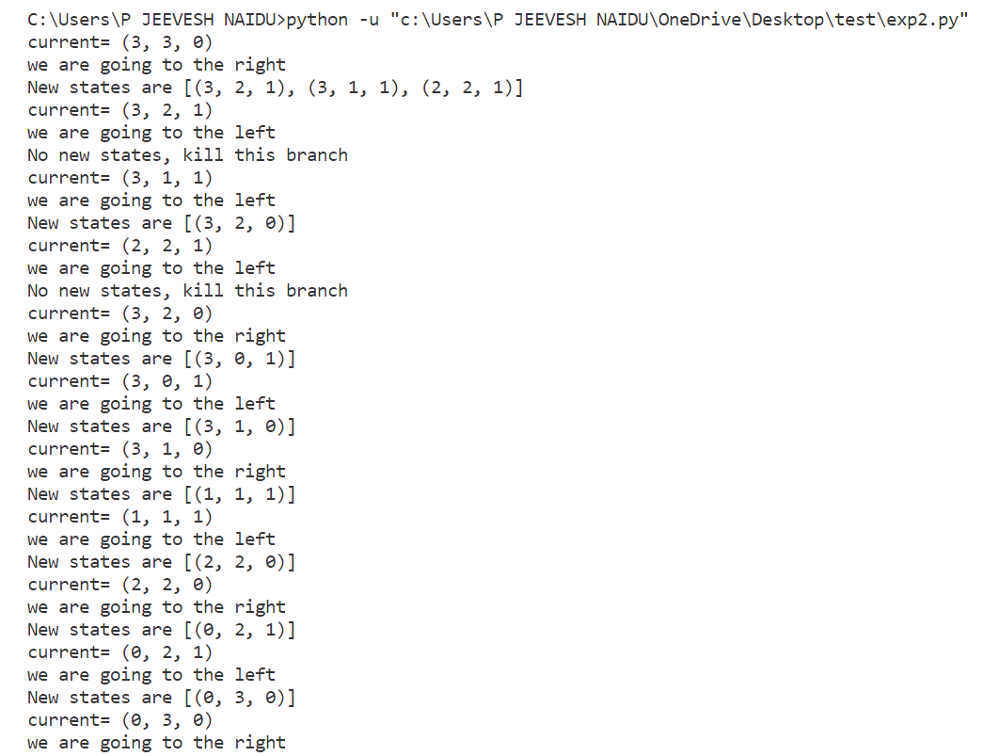 C:\Users\P JEEVESH NAIDU>python -u "c:\Users\P JEEVESH NAIDU\OneDrive\Desktop\test\exp2.py"
current= (3, 3, 0)
we are going to the right
New states are [(3, 2, 1), (3, 1, 1), (2, 2, 1)]
current= (3, 2, 1)
we are going to the left
No new states, kill this branch
current= (3, 1, 1)
we are going to the left
New states are [(3, 2, 0)]
current= (2, 2, 1)
we are going to the left
No new states, kill this branch
current= (3, 2, 0)
we are going to the right
New states are [(3, 0, 1)]
current= (3, 0, 1)
we are going to the left
New states are [(3, 1, 0)]
current= (3, 1, 0)
we are going to the right
New states are [(1, 1, 1)]
current= (1, 1, 1)
we are going to the left
New states are [(2, 2, 0)]
current= (2, 2, 0)
we are going to the right
New states are [(0, 2, 1)]
current= (0, 2, 1)
we are going to the left
New states are [(0, 3, 0)]
current= (0, 3, 0)
we are going to the right